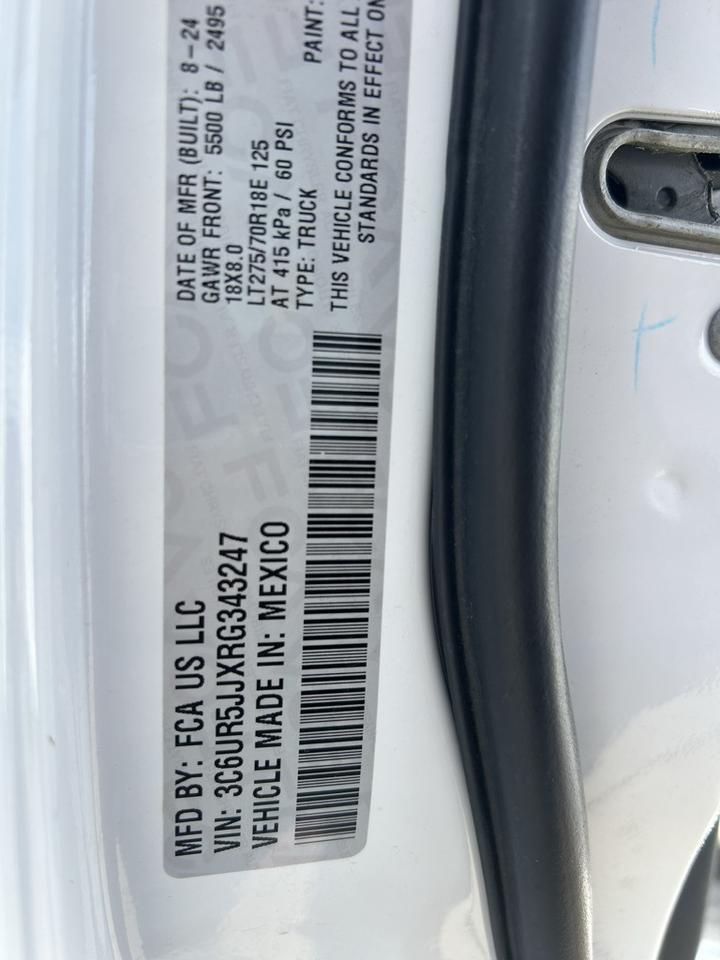 MFD BY: FCA US LLC
VIN: 3C6UR5JJXRG343247
VEHICLE MADE IN: MEXICO
DATE OF MFR (BUILT): 8-24
GAWR FRONT: 5500 LB / 2495
18X8.0
LT275/70R18E 125
AT 415 kPa / 60 PSI
TYPE: TRUCK PAINT:
THIS VEHICLE CONFORMS TO ALL
STANDARDS IN EFFECT ON